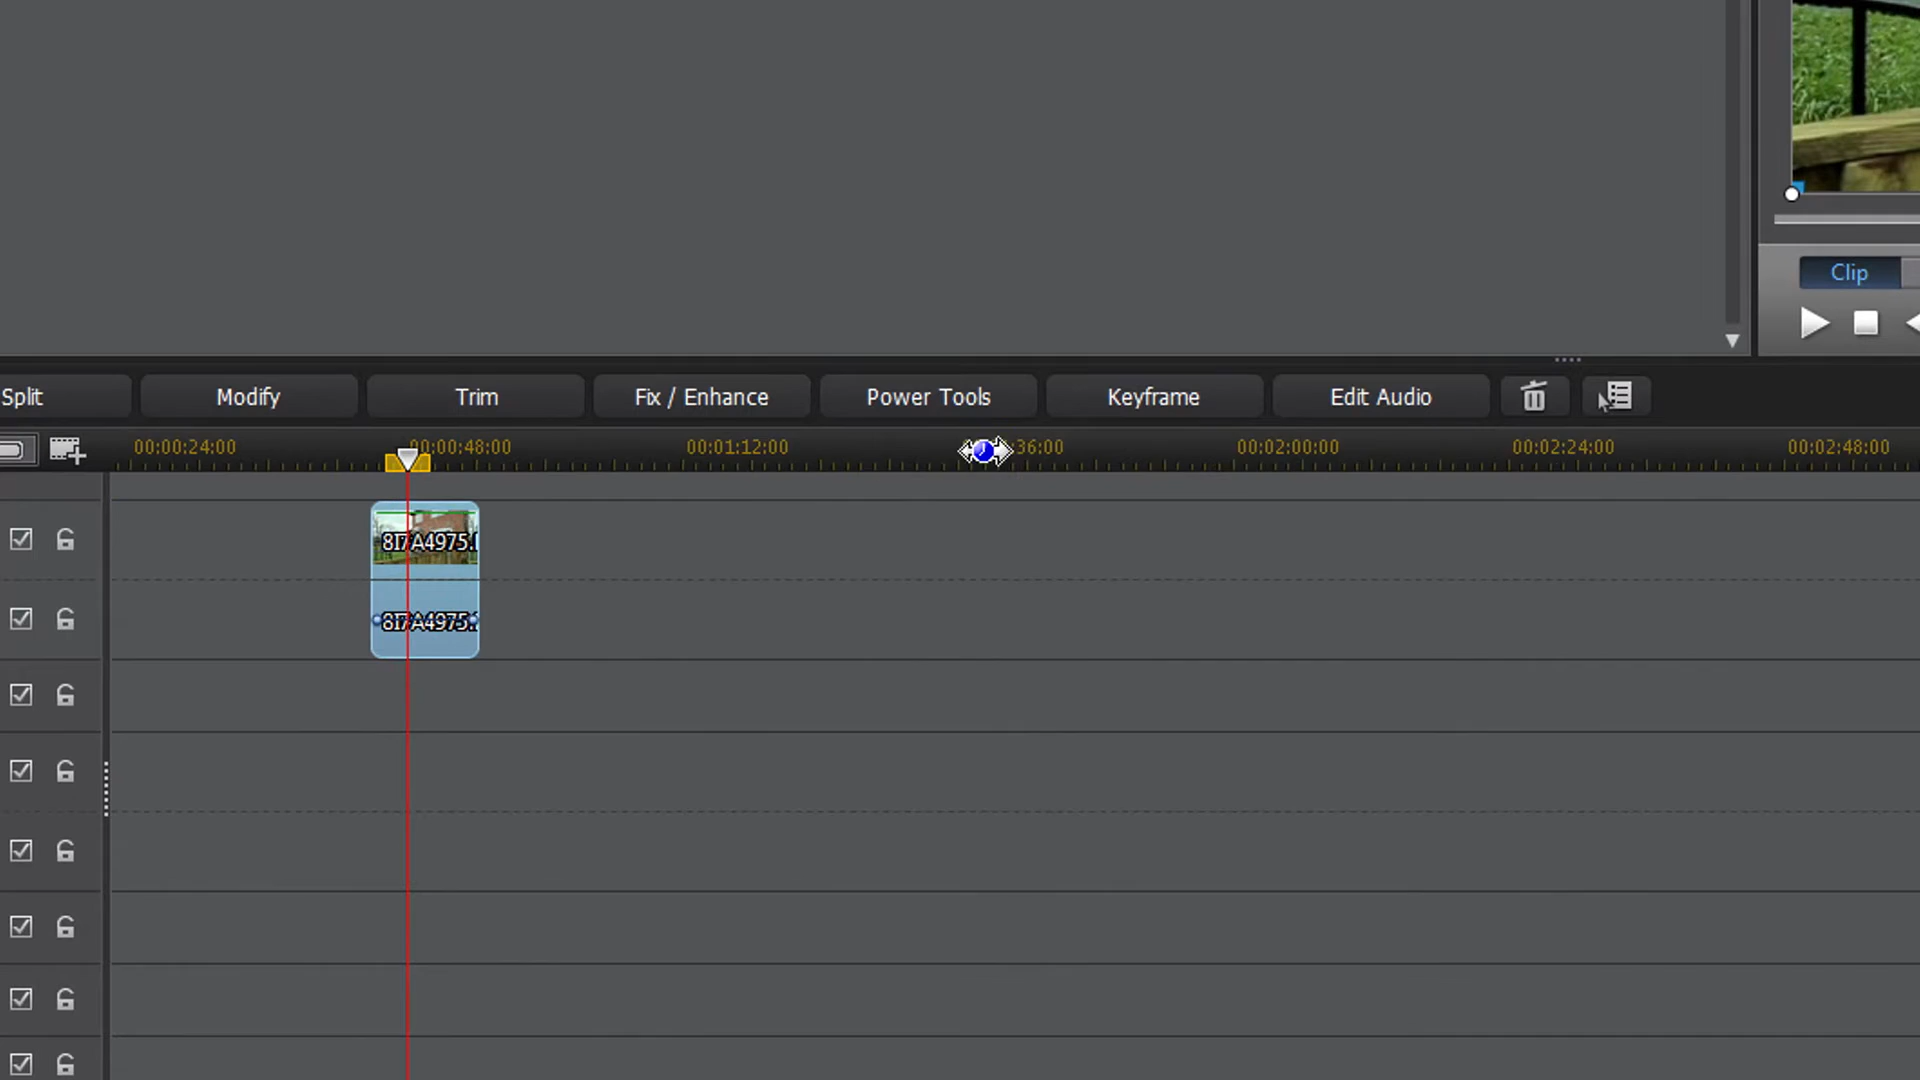 Clip
Split Modify Trim Fix / Enhance Power Tools Keyframe Edit Audio
00:00:24:00 00:00:48:00 00:01:12:00 36:00 00:02:00:00 00:02:24:00 00:02:48:00
8I7A4975.
8I7A4975.